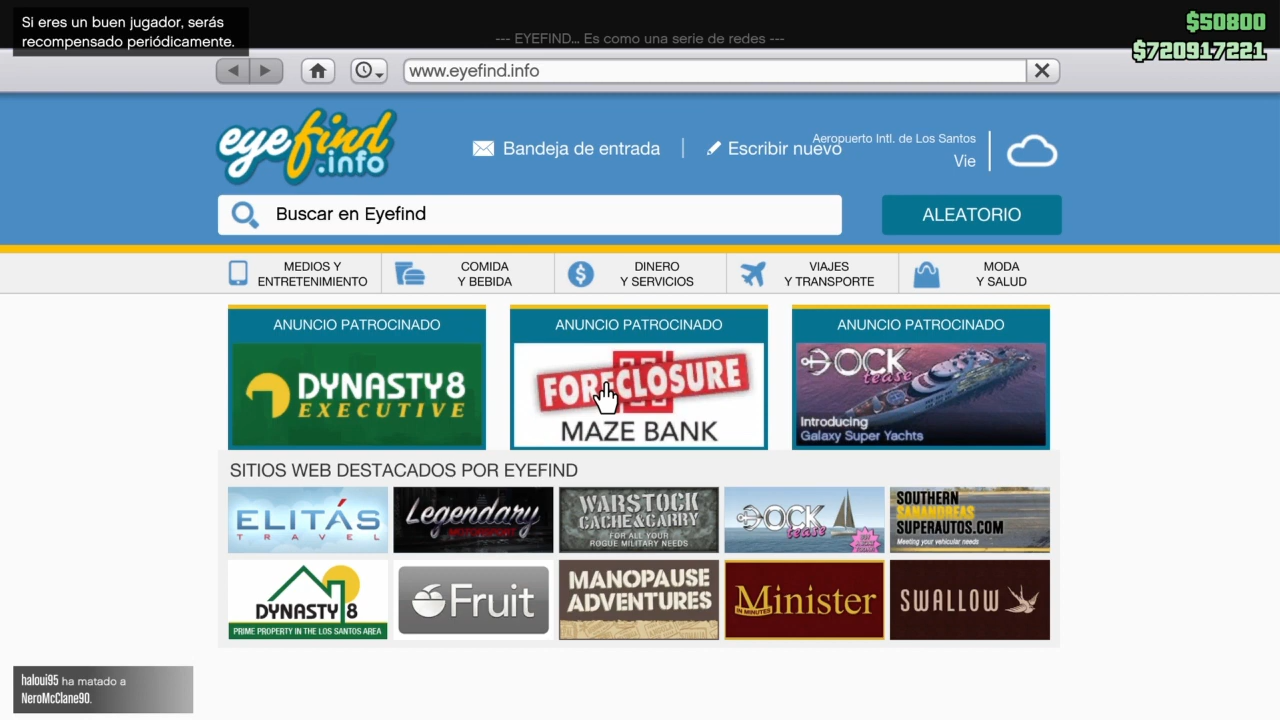 Si eres un buen jugador, serás
recompensado periódicamente.
--- EYEFIND... Es como una serie de redes ---
$50800
$720917221
www.eyefind.info
eyefind
.info
Bandeja de entrada
Escribir nuevo
Aeropuerto Intl. de Los Santos
Vie
Buscar en Eyefind
ALEATORIO
MEDIOS Y
ENTRETENIMIENTO
COMIDA
Y BEBIDA
DINERO
Y SERVICIOS
VIAJES
Y TRANSPORTE
MODA
Y SALUD
ANUNCIO PATROCINADO
DYNASTY8
EXECUTIVE
ANUNCIO PATROCINADO
FORECLOSURE
MAZE BANK
ANUNCIO PATROCINADO
DOCK
tease
Introducing
Galaxy Super Yachts
SITIOS WEB DESTACADOS POR EYEFIND
ELITÁS
TRAVEL
Legendary
MOTORSPORT
WARSTOCK
CACHE&CARRY
FOR ALL YOUR
ROGUE MILITARY NEEDS
DOCK
tease
SOUTHERN
SANANDREAS
SUPERAUTOS.COM
Meeting your vehicular needs
DYNASTY 8
PRIME PROPERTY IN THE LOS SANTOS AREA
Fruit
MANOPAUSE
ADVENTURES
Minister
IN MINUTES
SWALLOW
haloui95 ha matado a
NeroMcClane90.